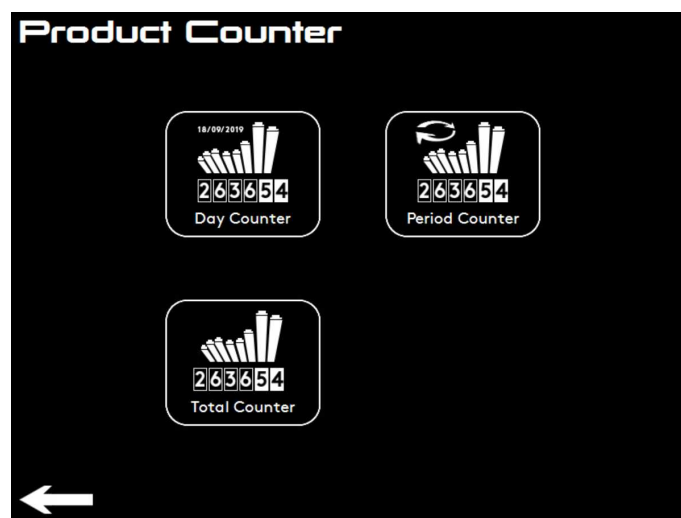 Product Counter
18/09/2019
263654
Day Counter
263654
Period Counter
263654
Total Counter